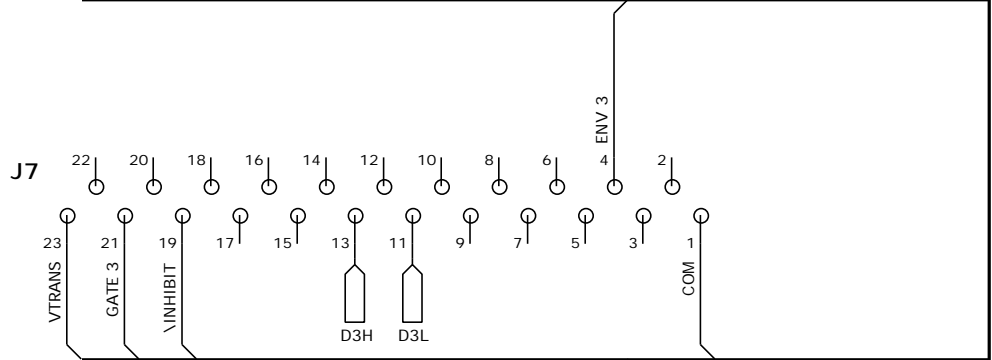 ENV 3
J7
22 20 18 16 14 12 10 8 6 4 2
23 21 19 17 15 13 11 9 7 5 3 1
VTRANS
GATE 3
\INHIBIT
COM
D3H D3L